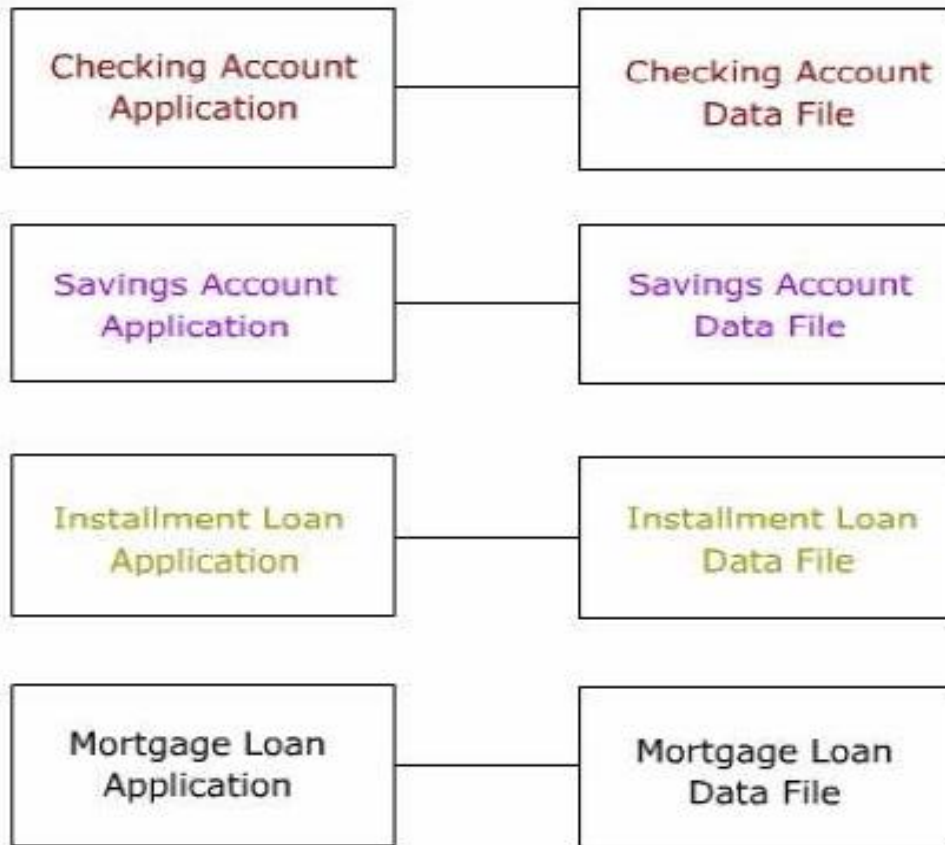 Checking Account
Application
Checking Account
Data File
Savings Account
Application
Savings Account
Data File
Installment Loan
Application
Installment Loan
Data File
Mortgage Loan
Application
Mortgage Loan
Data File